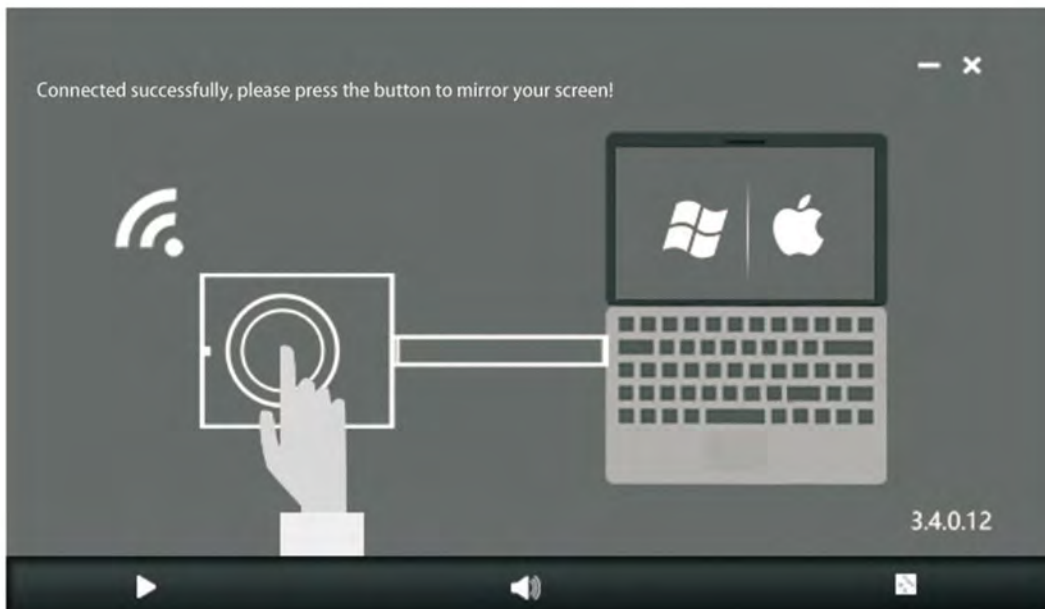 Connected successfully, please press the button to mirror your screen!
3.4.0.12